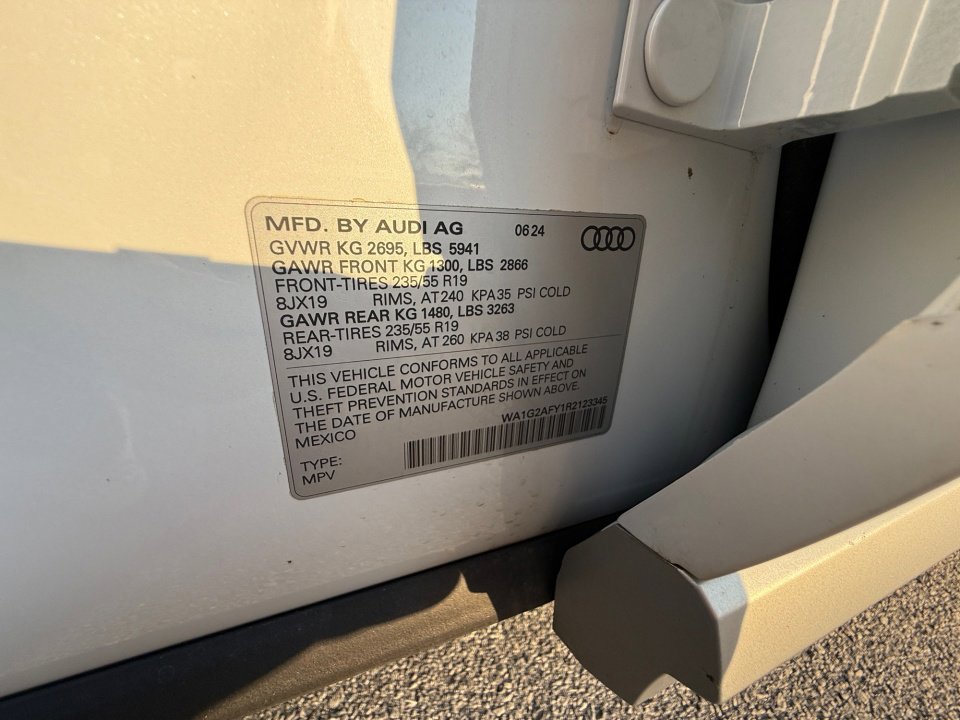 MFD. BY AUDI AG 06 24
GVWR KG 2695, LBS 5941
GAWR FRONT KG 1300, LBS 2866
FRONT-TIRES 235/55 R19
8JX19 RIMS, AT 240 KPA 35 PSI COLD
GAWR REAR KG 1480, LBS 3263
REAR-TIRES 235/55 R19
8JX19 RIMS, AT 260 KPA 38 PSI COLD
THIS VEHICLE CONFORMS TO ALL APPLICABLE
U.S. FEDERAL MOTOR VEHICLE SAFETY AND
THEFT PREVENTION STANDARDS IN EFFECT ON
THE DATE OF MANUFACTURE SHOWN ABOVE.
MEXICO WA1G2AFY1R2123345
TYPE:
MPV